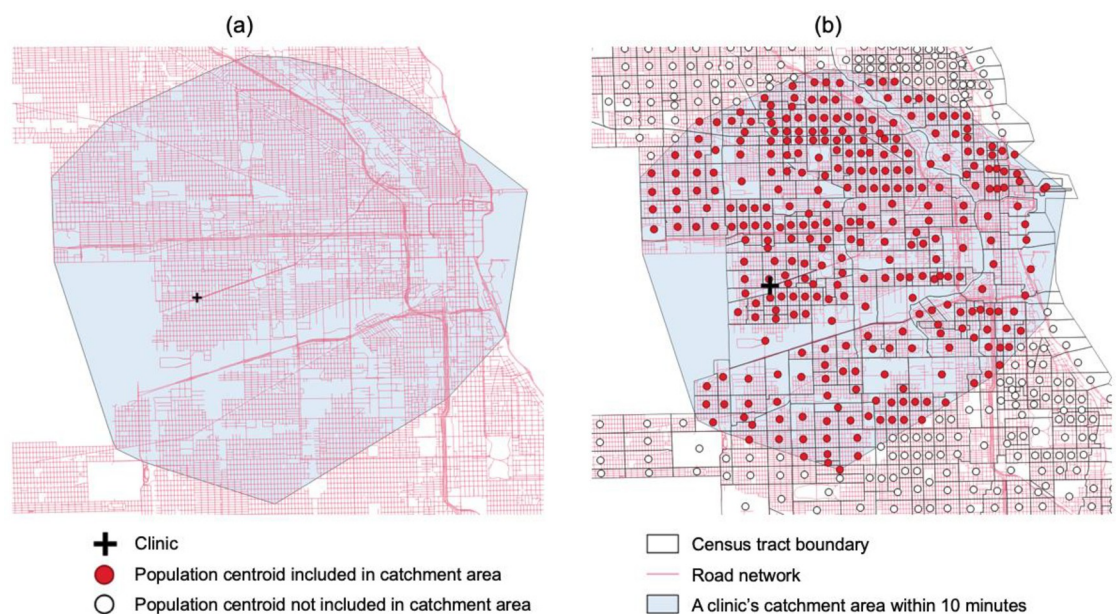 (a)
(b)
Clinic
Population centroid included in catchment area
Population centroid not included in catchment area
Census tract boundary
Road network
A clinic's catchment area within 10 minutes